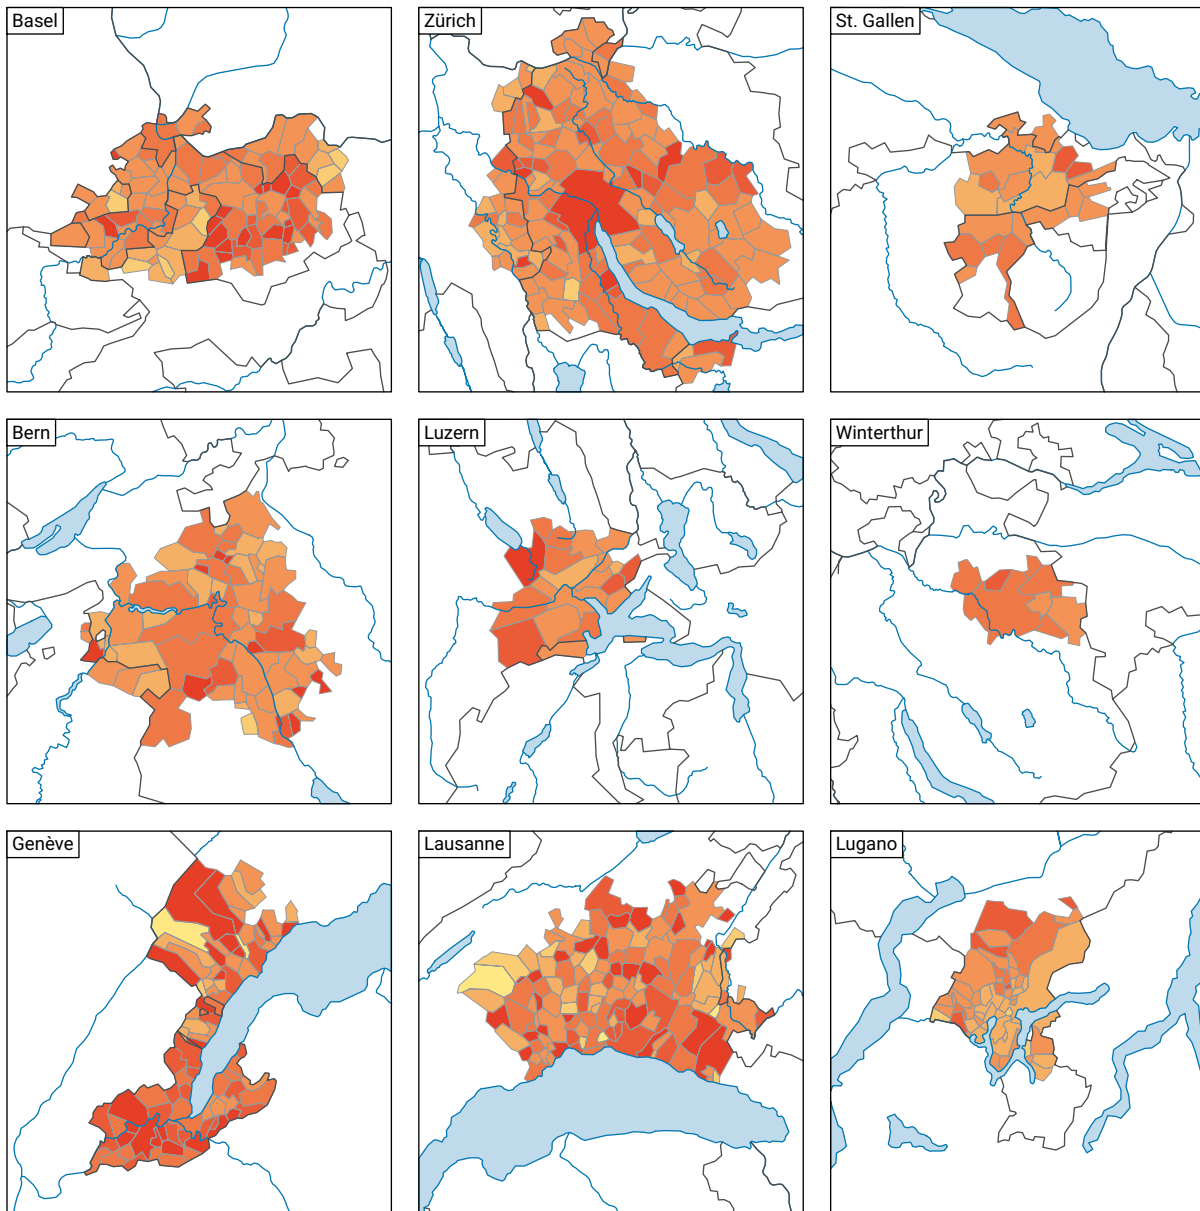 Basel
Zürich
St. Gallen
Bern
Luzern
Winterthur
Genève
Lausanne
Lugano